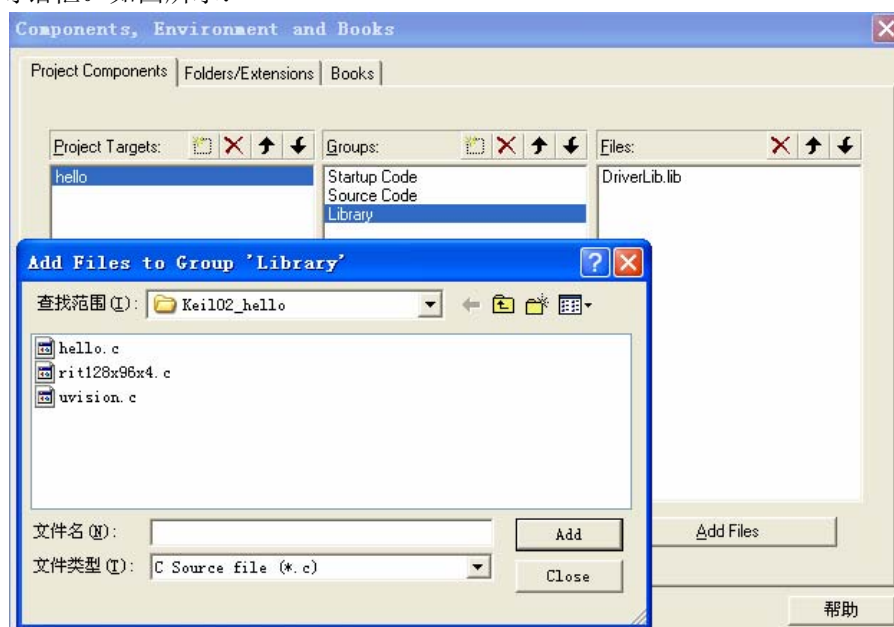 Components, Environment and Books
Project Components Folders/Extensions Books
Project Targets: Groups: Files:
hello Startup Code DriverLib.lib
Source Code
Library
Add Files to Group 'Library'
查找范围(I): Keil02_hello
hello.c
rit128x96x4.c
uvision.c
文件名(N): Add
Add Files
文件类型(T): C Source file (*.c)
Close
帮助